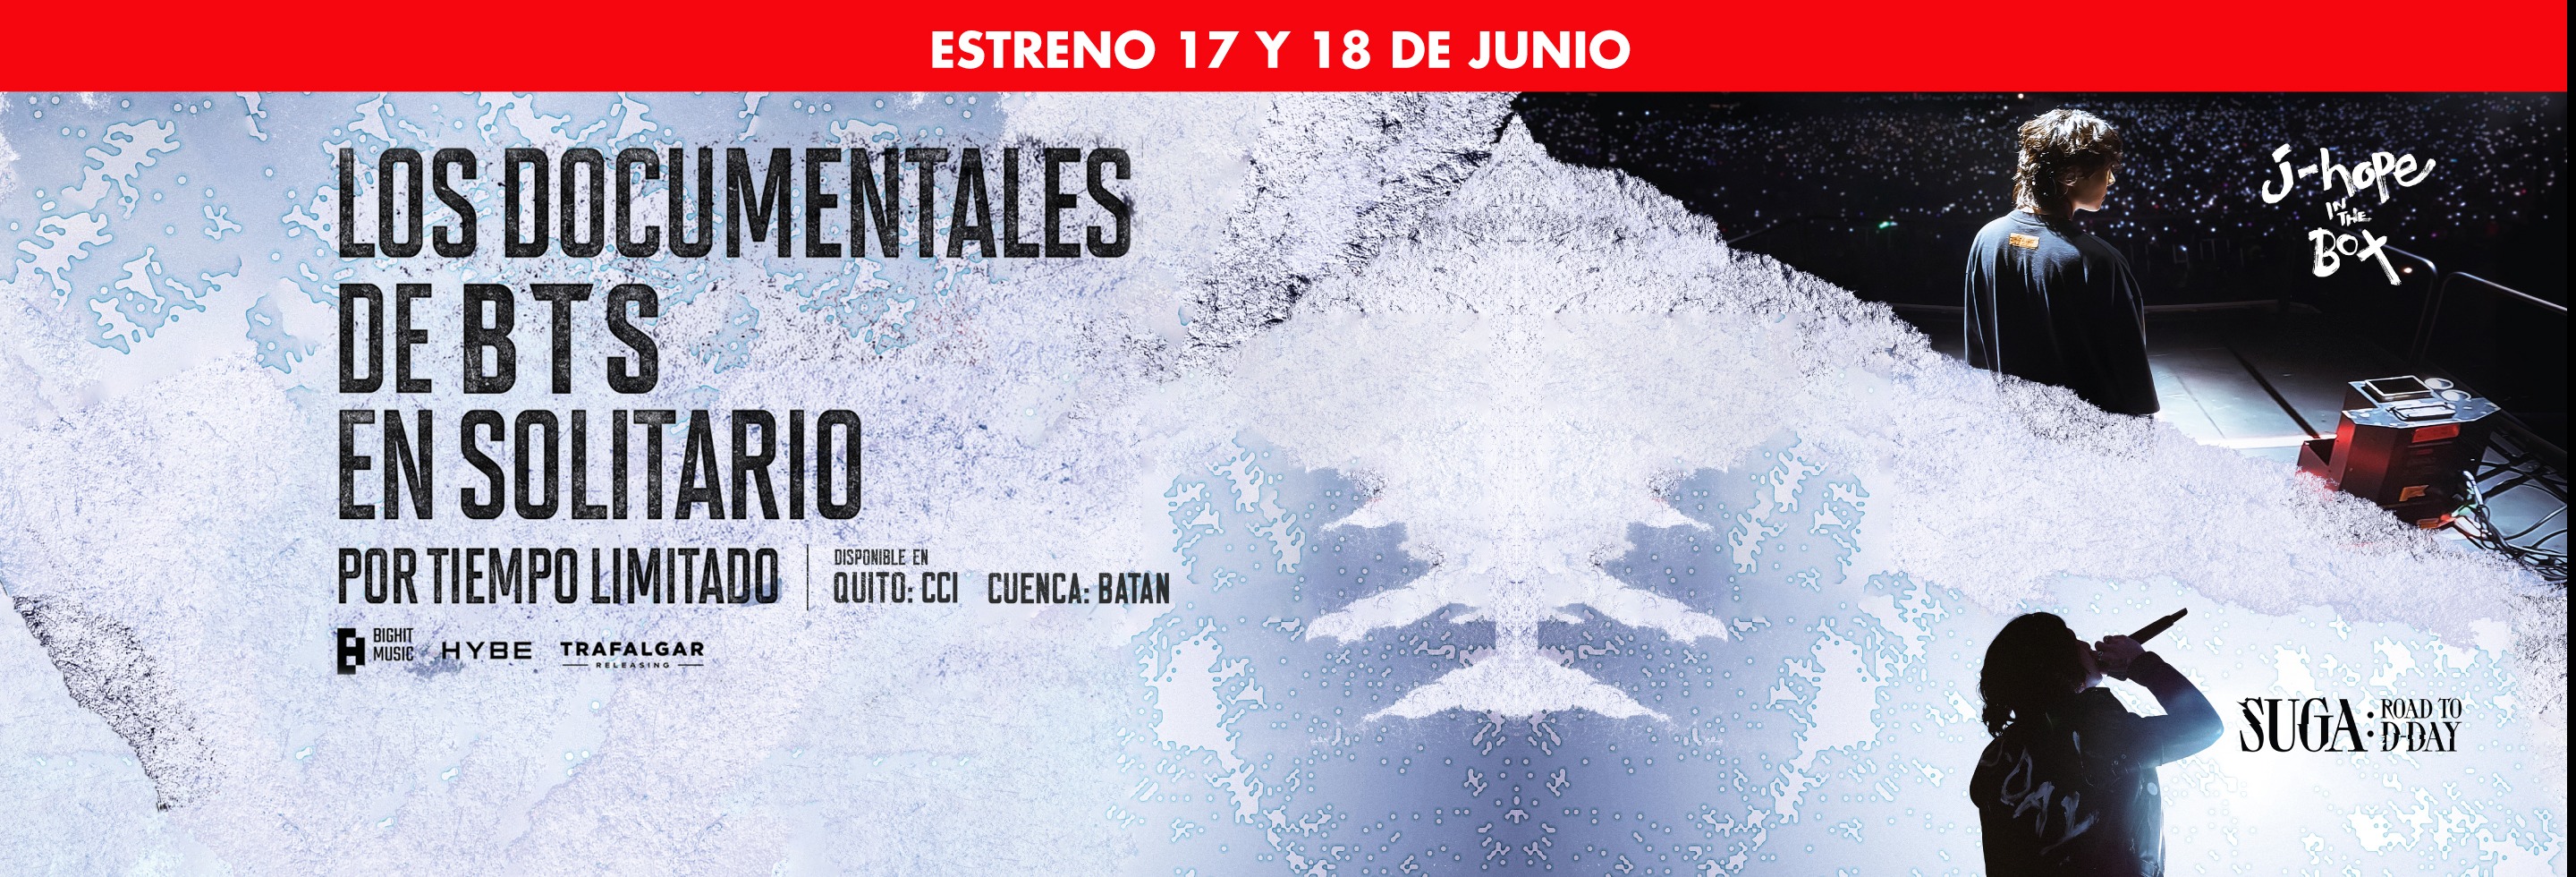 ESTRENO 17 Y 18 DE JUNIO
LOS DOCUMENTALES
DE BTS
EN SOLITARIO
POR TIEMPO LIMITADO
DISPONIBLE EN
QUITO: CCI CUENCA: BATAN
BIGHIT
MUSIC
HYBE
TRAFALGAR
RELEASING
j-hope
IN
THE
BOX
SUGA:
ROAD TO
D-DAY